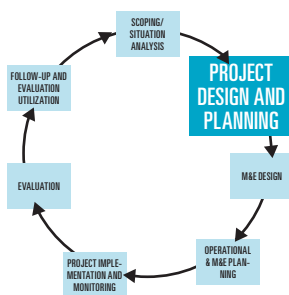 SCOPING/
SITUATION
ANALYSIS
PROJECT
DESIGN AND
PLANNING
M&E DESIGN
OPERATIONAL
& M&E PLAN-
NING
PROJECT IMPLE-
MENTATION AND
MONITORING
EVALUATION
FOLLOW-UP AND
EVALUATION
UTILIZATION